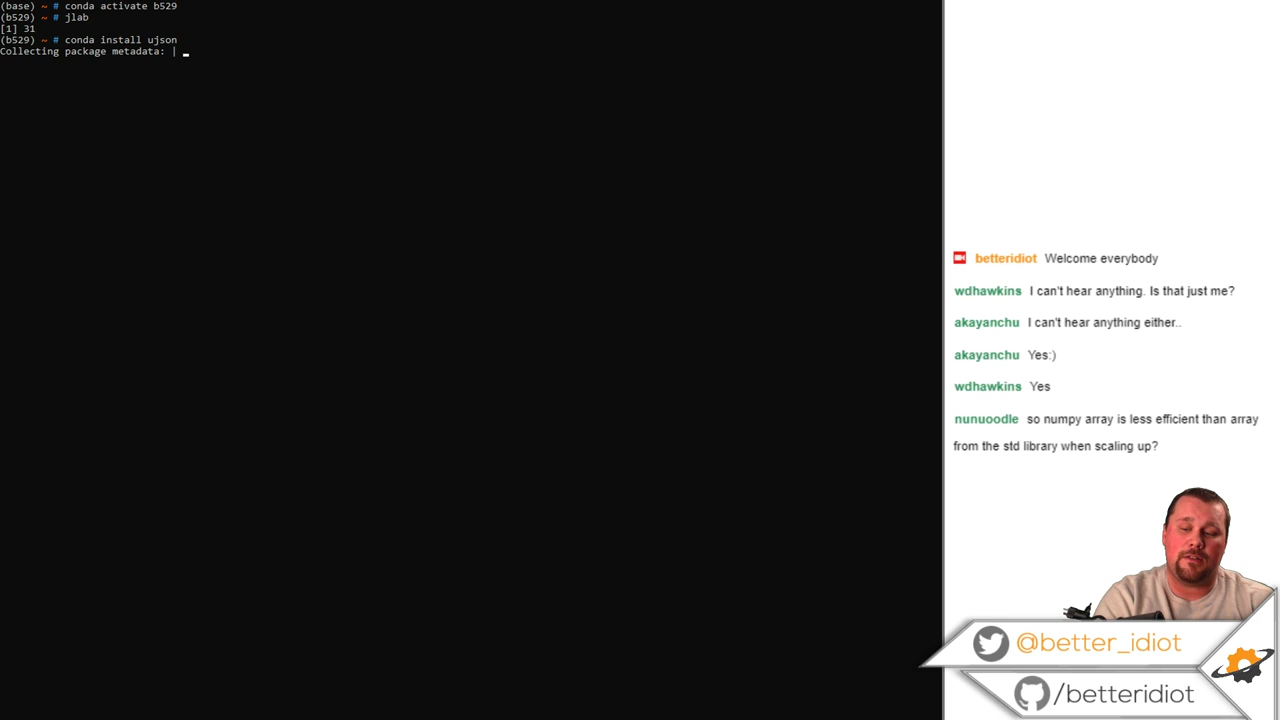 (base) ~ # conda activate b529
(b529) ~ # jlab
[1] 31
(b529) ~ # conda install ujson
Collecting package metadata: | _
betteridiot Welcome everybody
wdhawkins I can't hear anything. Is that just me?
akayanchu I can't hear anything either..
akayanchu Yes:)
wdhawkins Yes
nunuoodle so numpy array is less efficient than array
from the std library when scaling up?
@better_idiot
/betteridiot